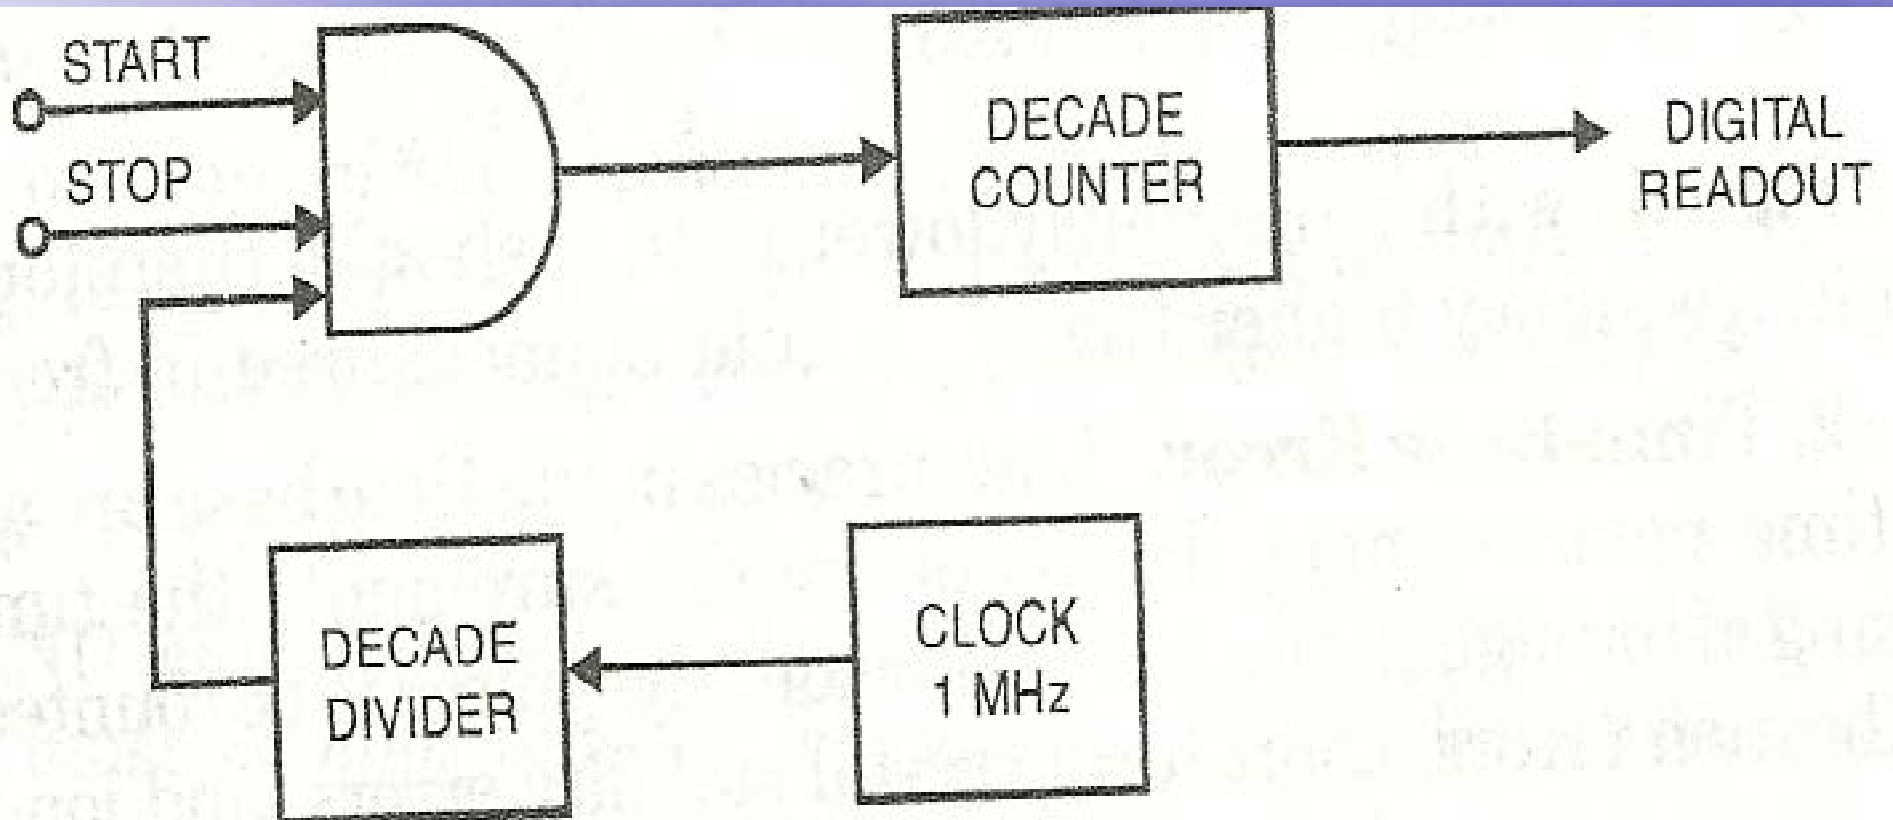 START
STOP
DECADE
COUNTER
DIGITAL
READOUT
DECADE
DIVIDER
CLOCK
1 MHz